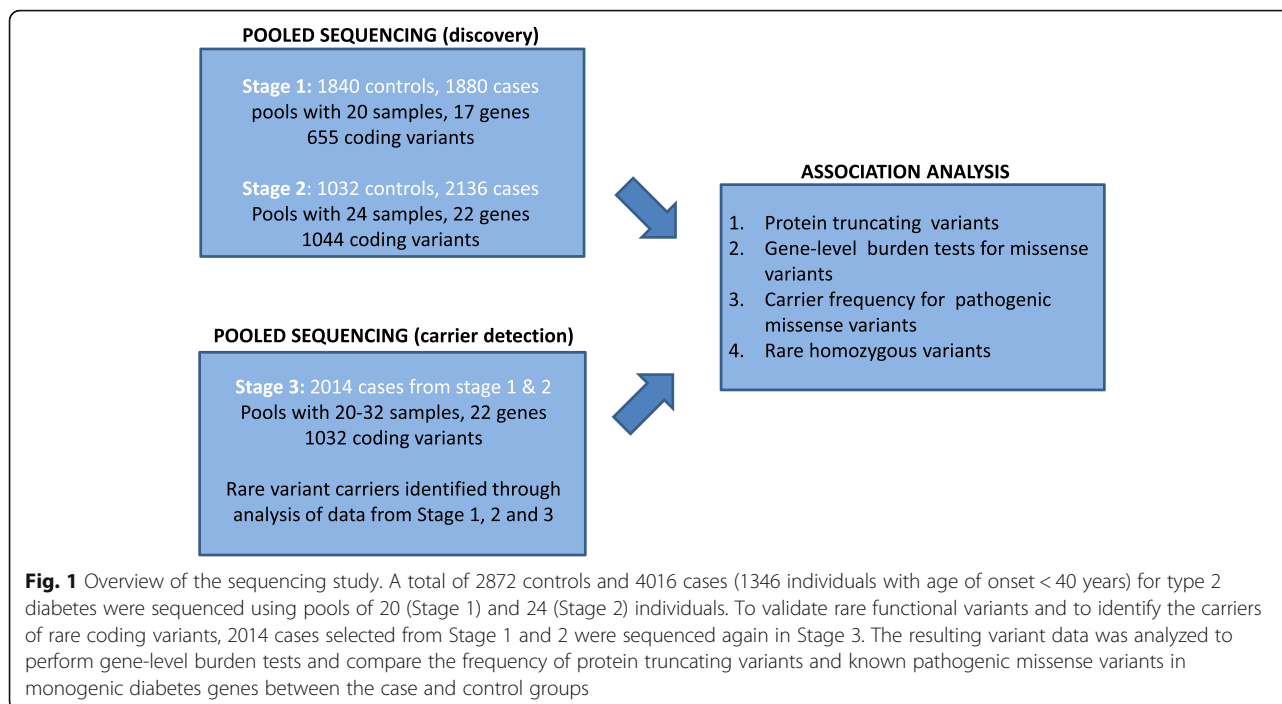 POOLED SEQUENCING (discovery)
Stage 1: 1840 controls, 1880 cases
pools with 20 samples, 17 genes
655 coding variants
Stage 2: 1032 controls, 2136 cases
Pools with 24 samples, 22 genes
1044 coding variants
POOLED SEQUENCING (carrier detection)
Stage 3: 2014 cases from stage 1 & 2
Pools with 20-32 samples, 22 genes
1032 coding variants
Rare variant carriers identified through
analysis of data from Stage 1, 2 and 3
ASSOCIATION ANALYSIS
1. Protein truncating variants
2. Gene-level burden tests for missense
variants
3. Carrier frequency for pathogenic
missense variants
4. Rare homozygous variants
Fig. 1 Overview of the sequencing study. A total of 2872 controls and 4016 cases (1346 individuals with age of onset < 40 years) for type 2
diabetes were sequenced using pools of 20 (Stage 1) and 24 (Stage 2) individuals. To validate rare functional variants and to identify the carriers
of rare coding variants, 2014 cases selected from Stage 1 and 2 were sequenced again in Stage 3. The resulting variant data was analyzed to
perform gene-level burden tests and compare the frequency of protein truncating variants and known pathogenic missense variants in
monogenic diabetes genes between the case and control groups